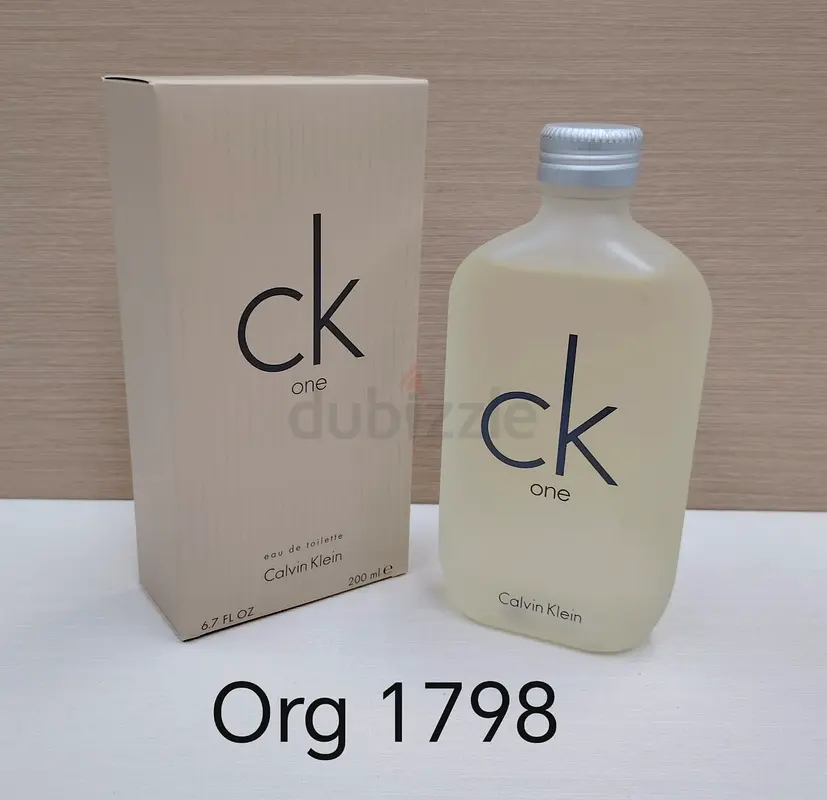 ck
one
eau de toilette
Calvin Klein
200 ml e
6.7 FL OZ
ck
one
Calvin Klein
dubizzle
Org 1798